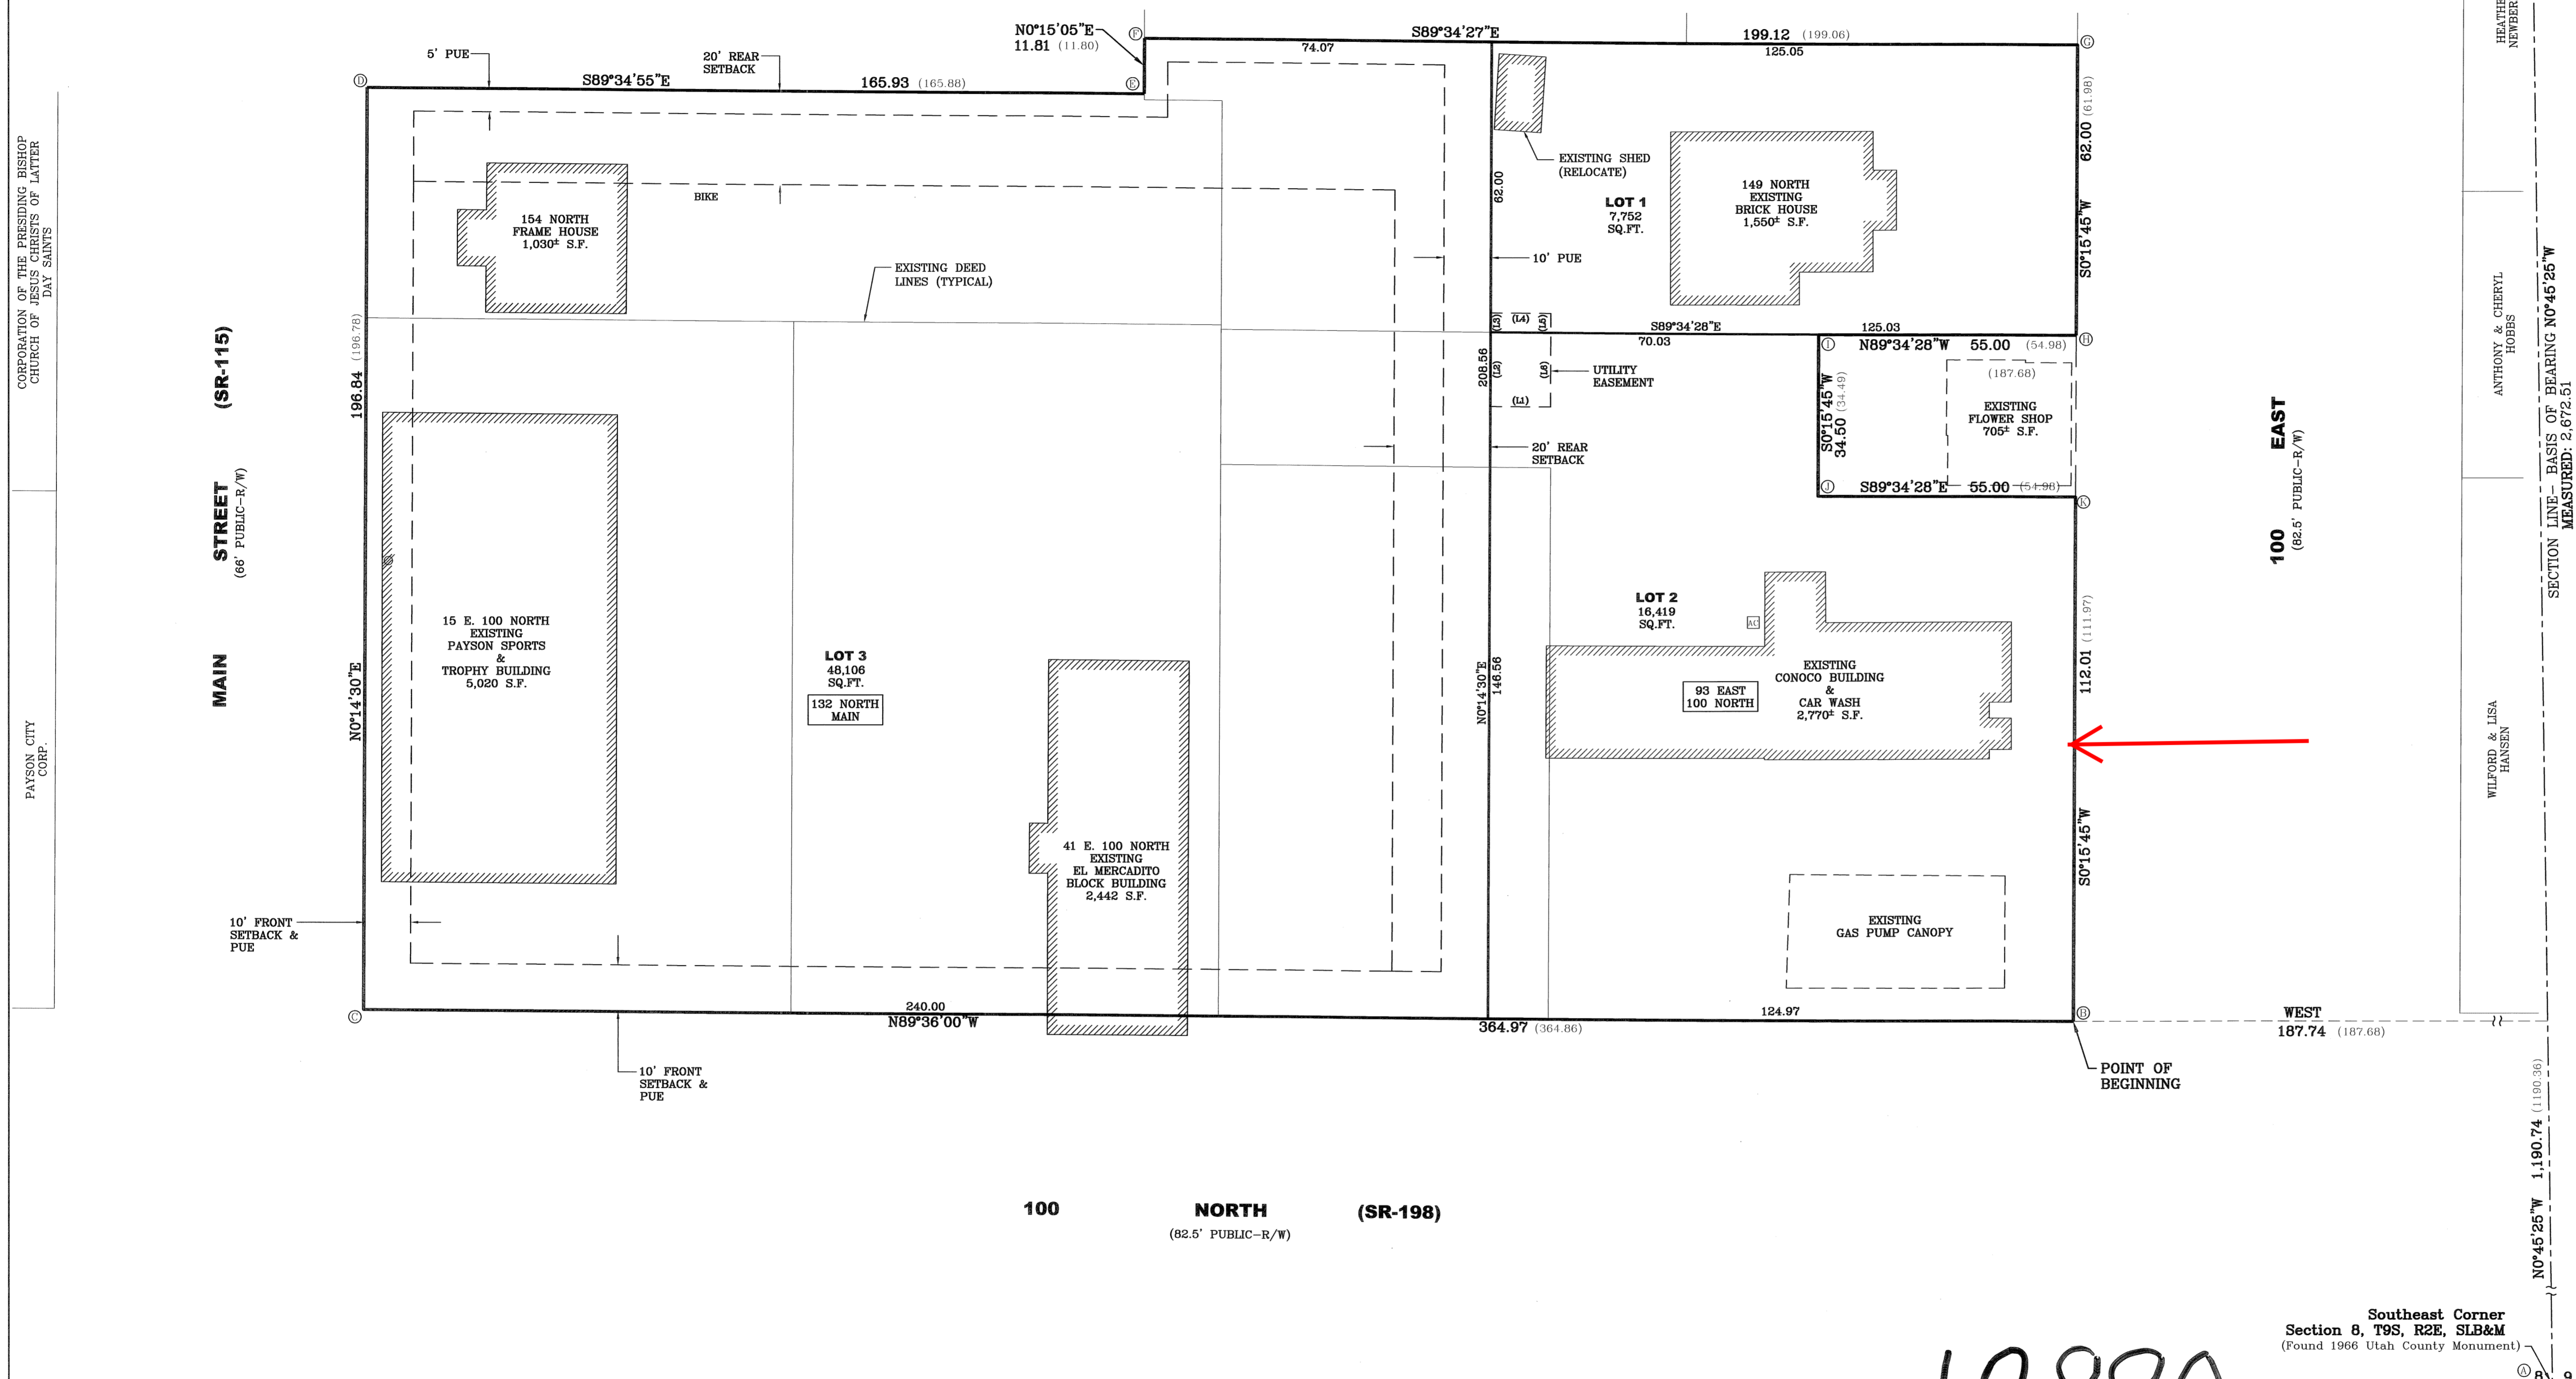 HEATHE
NEWBER
N0°15'05"E
11.81 (11.80)
F
S89°34'27"E
74.07
199.12 (199.06)
125.05
G
5' PUE
20' REAR
SETBACK
D
S89°34'55"E
165.93 (165.88)
E
62.00 (61.98)
S0°15'45"W
CORPORATION OF THE PRESIDING BISHOP
CHURCH OF JESUS CHRISTS OF LATTER
DAY SAINTS
EXISTING SHED
(RELOCATE)
62.00
LOT 1
7,752
SQ.FT.
149 NORTH
EXISTING
BRICK HOUSE
1,550± S.F.
BIKE
154 NORTH
FRAME HOUSE
1,030± S.F.
10' PUE
EXISTING DEED
LINES (TYPICAL)
MAIN STREET (SR-115)
(66' PUBLIC-R/W)
196.84 (196.78)
N0°14'30"E
(L3)
(L4)
(L5)
S89°34'28"E
125.03
70.03
H
I
N89°34'28"W 55.00 (54.98)
208.56
(L2)
(L6)
(L1)
UTILITY
EASEMENT
S0°15'45"W
34.50 (34.49)
(187.68)
EXISTING
FLOWER SHOP
705± S.F.
20' REAR
SETBACK
J
S89°34'28"E 55.00 (54.98)
K
100 EAST
(82.5' PUBLIC-R/W)
ANTHONY & CHERYL
HOBBS
SECTION LINE- BASIS OF BEARING N0°45'25"W
MEASURED: 2,672.51
15 E. 100 NORTH
EXISTING
PAYSON SPORTS
&
TROPHY BUILDING
5,020 S.F.
LOT 3
48,106
SQ.FT.
132 NORTH
MAIN
LOT 2
16,419
SQ.FT.
AC
N0°14'30"E
146.56
93 EAST
100 NORTH
EXISTING
CONOCO BUILDING
&
CAR WASH
2,770± S.F.
112.01 (111.97)
S0°15'45"W
WILFORD & LISA
HANSEN
PAYSON CITY
CORP.
41 E. 100 NORTH
EXISTING
EL MERCADITO
BLOCK BUILDING
2,442 S.F.
EXISTING
GAS PUMP CANOPY
10' FRONT
SETBACK &
PUE
C
240.00
N89°36'00"W
364.97 (364.86)
124.97
B
WEST
187.74 (187.68)
POINT OF
BEGINNING
10' FRONT
SETBACK &
PUE
N0°45'25"W 1,190.74 (1190.36)
100 NORTH (SR-198)
(82.5' PUBLIC-R/W)
Southeast Corner
Section 8, T9S, R2E, SLB&M
(Found 1966 Utah County Monument)
A
8 9